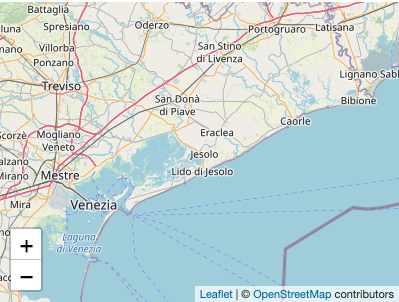 Battaglia
Oderzo
Portogruaro
Latisana
Spresiano
San Stino
di Livenza
Villorba
Ponzano
Lignano Sabb
Treviso
Bibione
San Donà
di Piave
Caorle
Scorzè
Mogliano
Veneto
Eraclea
Jesolo
Lido di Jesolo
Mestre
Mirano
Mira
Venezia
Laguna
di Venezia
+
−
Leaflet | © OpenStreetMap contributors